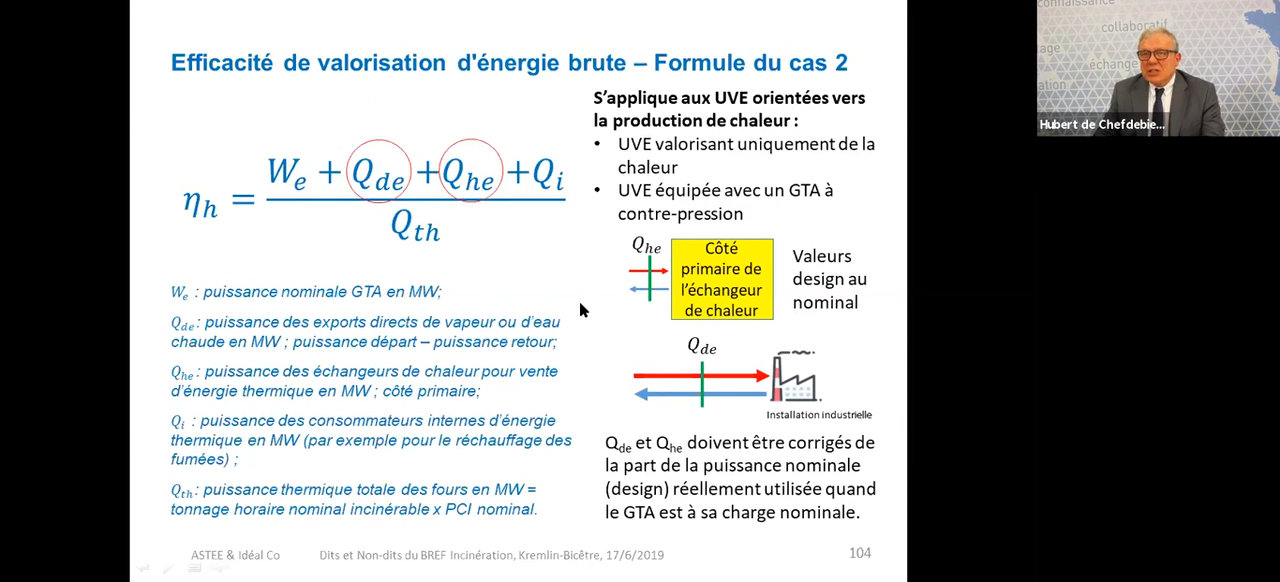 Efficacité de valorisation d'énergie brute – Formule du cas 2
η_h = (W_e + Q_de + Q_he + Q_i) / Q_th
W_e : puissance nominale GTA en MW;
Q_de : puissance des exports directs de vapeur ou d'eau
chaude en MW ; puissance départ – puissance retour;
Q_he : puissance des échangeurs de chaleur pour vente
d'énergie thermique en MW ; côté primaire;
Q_i : puissance des consommateurs internes d'énergie
thermique en MW (par exemple pour le réchauffage des
fumées) ;
Q_th : puissance thermique totale des fours en MW =
tonnage horaire nominal incinérable x PCI nominal.
S'applique aux UVE orientées vers
la production de chaleur :
• UVE valorisant uniquement de la
chaleur
• UVE équipée avec un GTA à
contre-pression
Q_he
Côté
primaire de
l'échangeur
de chaleur
Valeurs
design au
nominal
Q_de
Installation industrielle
Q_de et Q_he doivent être corrigés de
la part de la puissance nominale
(design) réellement utilisée quand
le GTA est à sa charge nominale.
ASTEE & Idéal Co
Dits et Non-dits du BREF Incinération, Kremlin-Bicêtre, 17/6/2019
104
connaissance
collaboratif
échange
Hubert de Chefdebie...